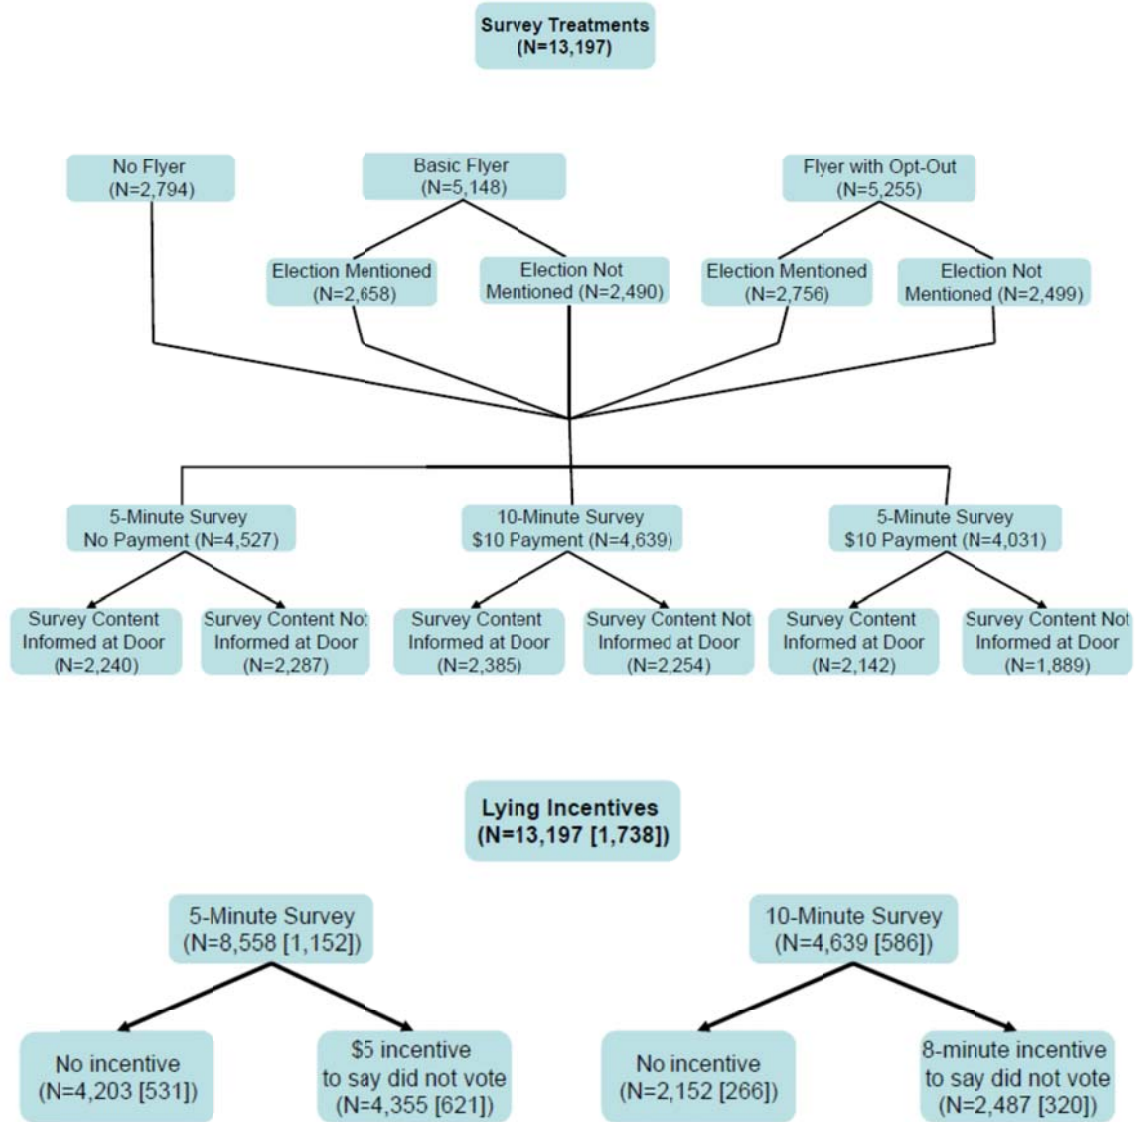 Survey Treatments
(N=13,197)
No Flyer
(N=2,794)
Basic Flyer
(N=5,148)
Flyer with Opt-Out
(N=5,255)
Election Mentioned
(N=2,658)
Election Not
Mentioned (N=2,490)
Election Mentioned
(N=2,756)
Election Not
Mentioned (N=2,499)
5-Minute Survey
No Payment (N=4,527)
10-Minute Survey
$10 Payment (N=4,639)
5-Minute Survey
$10 Payment (N=4,031)
Survey Content
Informed at Door
(N=2,240)
Survey Content Not
Informed at Door
(N=2,287)
Survey Content
Informed at Door
(N=2,385)
Survey Content Not
Informed at Door
(N=2,254)
Survey Content
Informed at Door
(N=2,142)
Survey Content Not
Informed at Door
(N=1,889)
Lying Incentives
(N=13,197 [1,738])
5-Minute Survey
(N=8,558 [1,152])
10-Minute Survey
(N=4,639 [586])
No incentive
(N=4,203 [531])
$5 incentive
to say did not vote
(N=4,355 [621])
No incentive
(N=2,152 [266])
8-minute incentive
to say did not vote
(N=2,487 [320])